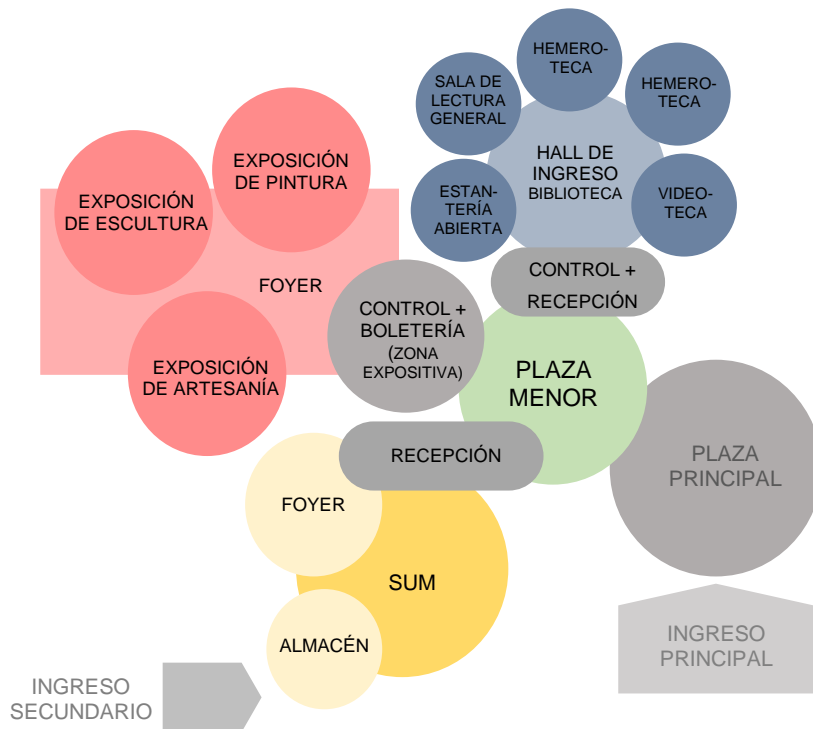 HEMERO-
TECA
SALA DE
LECTURA
GENERAL
HEMERO-
TECA
HALL DE
INGRESO
BIBLIOTECA
ESTAN-
TERÍA
ABIERTA
VIDEO-
TECA
EXPOSICIÓN
DE PINTURA
EXPOSICIÓN
DE ESCULTURA
FOYER
EXPOSICIÓN
DE ARTESANÍA
CONTROL +
BOLETERÍA
(ZONA
EXPOSITIVA)
CONTROL +
RECEPCIÓN
PLAZA
MENOR
PLAZA
PRINCIPAL
RECEPCIÓN
FOYER
SUM
ALMACÉN
INGRESO
PRINCIPAL
INGRESO
SECUNDARIO